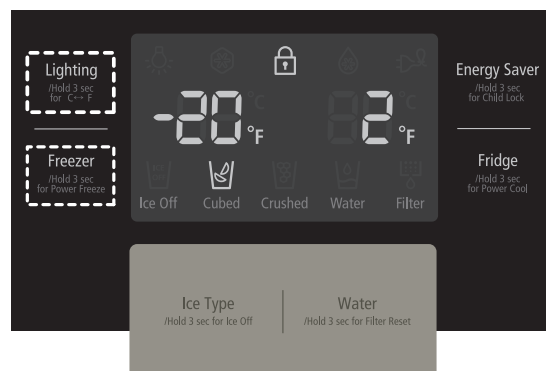 Lighting
/Hold 3 sec
for C↔ F
Energy Saver
/Hold 3 sec
for Child Lock
-20 °F
2 °F
°C
°C
Freezer
/Hold 3 sec
for Power Freeze
Fridge
/Hold 3 sec
for Power Cool
Ice Off Cubed Crushed Water Filter
Ice Type
/Hold 3 sec for Ice Off
Water
/Hold 3 sec for Filter Reset